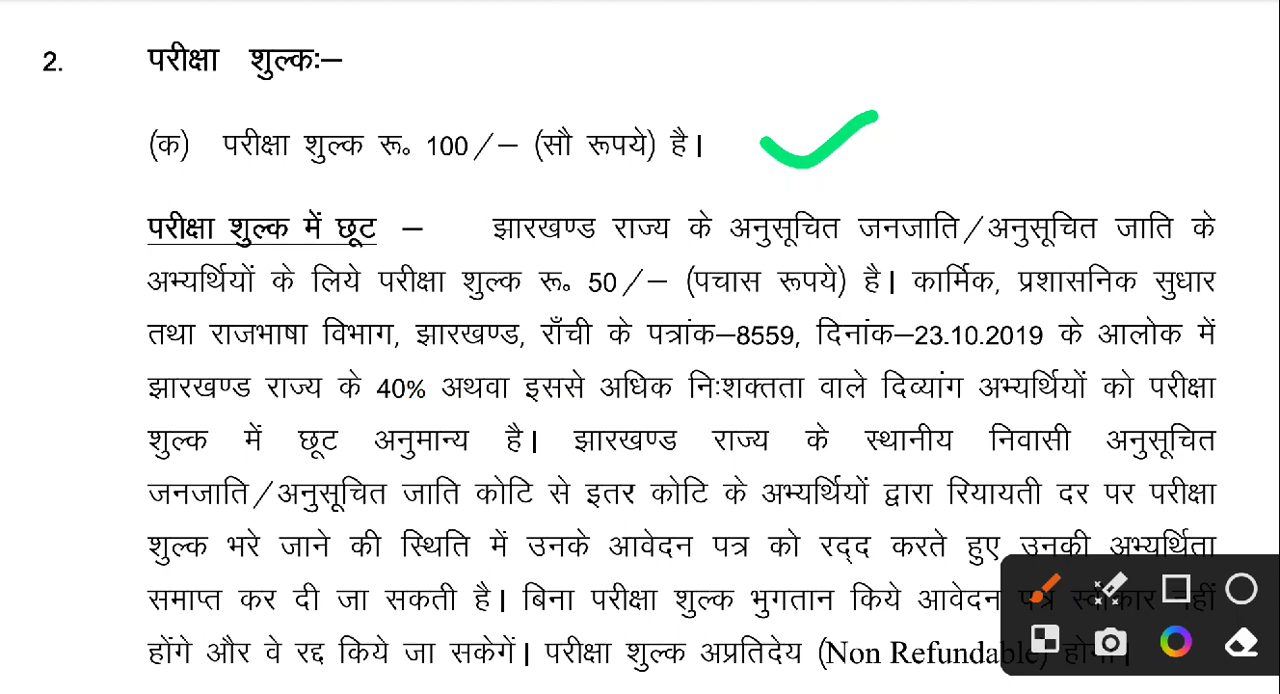 2. परीक्षा शुल्कः–
(क) परीक्षा शुल्क रू० 100/– (सौ रूपये) है।
परीक्षा शुल्क में छूट – झारखण्ड राज्य के अनुसूचित जनजाति/अनुसूचित जाति के
अभ्यर्थियों के लिये परीक्षा शुल्क रू० 50/– (पचास रूपये) है। कार्मिक, प्रशासनिक सुधार
तथा राजभाषा विभाग, झारखण्ड, राँची के पत्रांक–8559, दिनांक–23.10.2019 के आलोक में
झारखण्ड राज्य के 40% अथवा इससे अधिक निःशक्तता वाले दिव्यांग अभ्यर्थियों को परीक्षा
शुल्क में छूट अनुमान्य है। झारखण्ड राज्य के स्थानीय निवासी अनुसूचित
जनजाति/अनुसूचित जाति कोटि से इतर कोटि के अभ्यर्थियों द्वारा रियायती दर पर परीक्षा
शुल्क भरे जाने की स्थिति में उनके आवेदन पत्र को रद्द करते हुए उनकी अभ्यर्थिता
समाप्त कर दी जा सकती है। बिना परीक्षा शुल्क भुगतान किये आवेदन पत्र स्वीकार नहीं
होंगे और वे रद्द किये जा सकेगें। परीक्षा शुल्क अप्रतिदेय (Non Refundable) होगा।